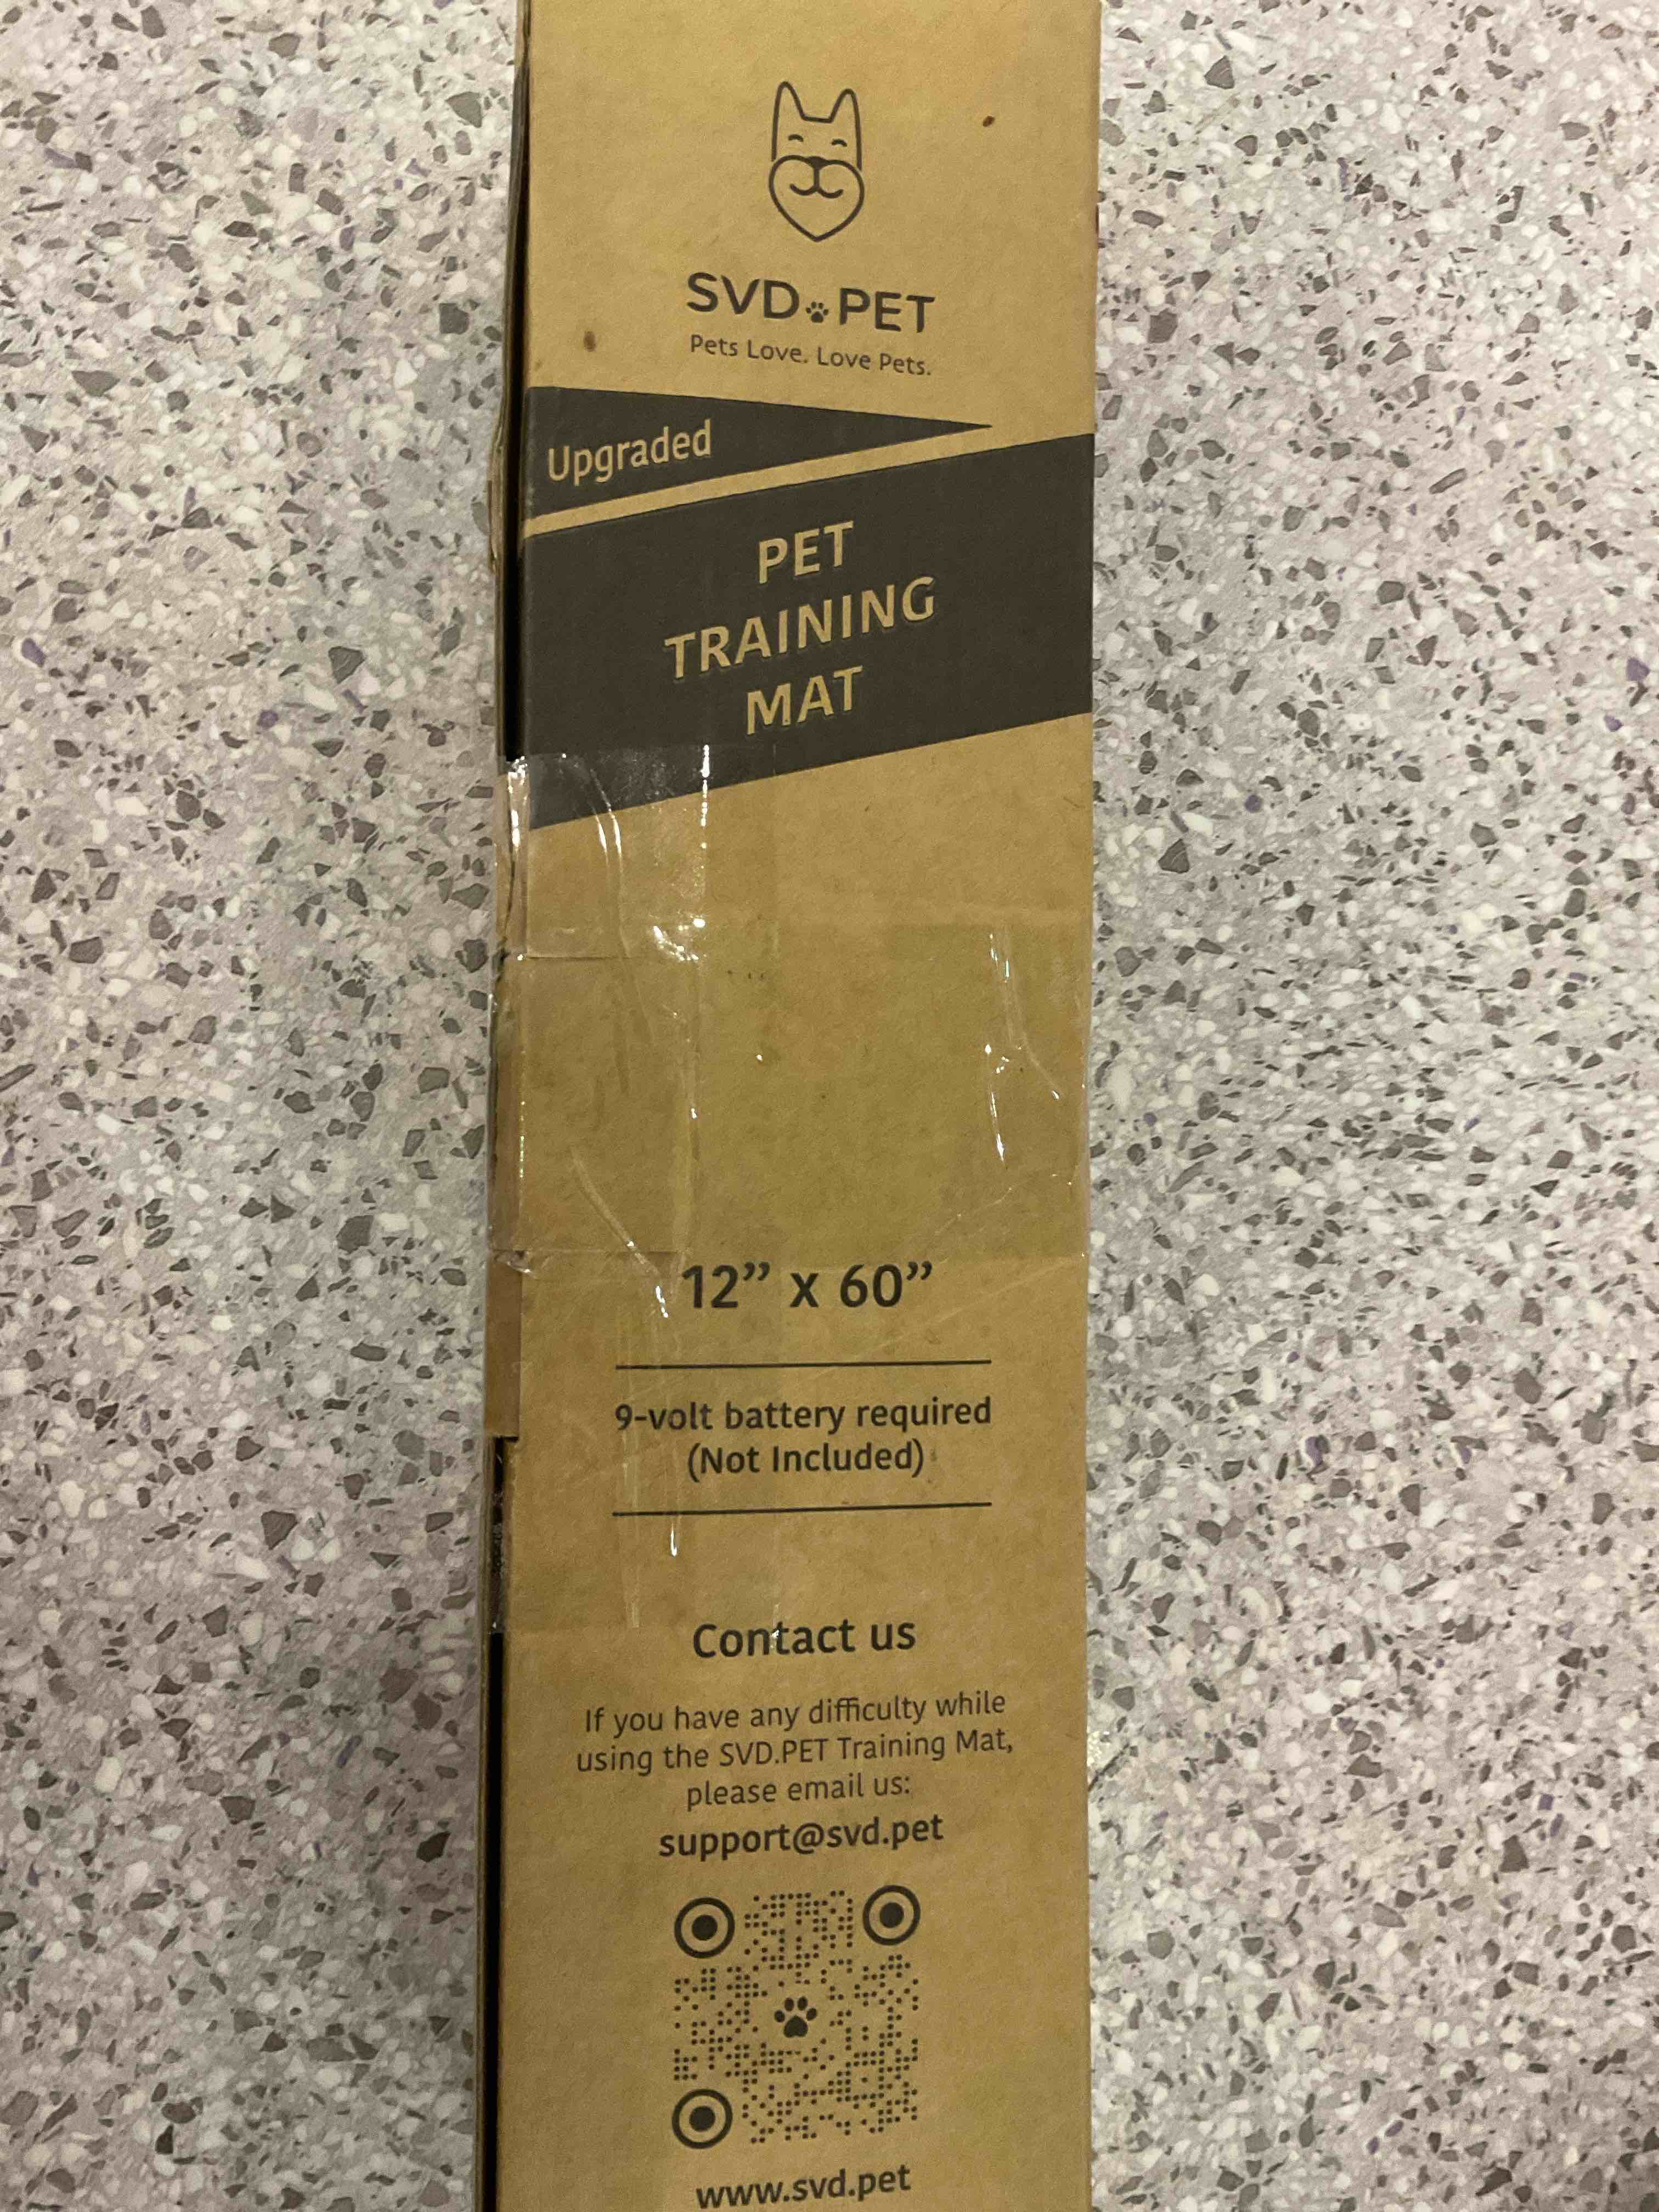 SVD PET
Pets Love. Love Pets.
Upgraded
PET
TRAINING
MAT
12” x 60”
9-volt battery required
(Not Included)
Contact us
If you have any difficulty while
using the SVD.PET Training Mat,
please email us:
support@svd.pet
www.svd.pet